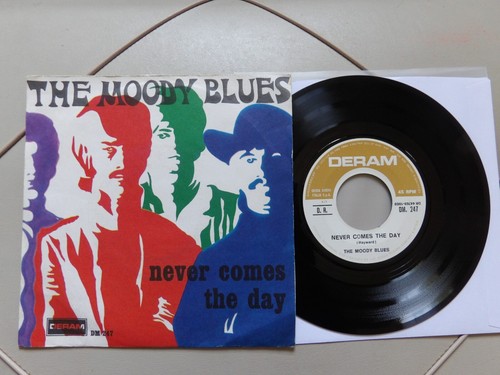 THE MOODY BLUES
never comes
the day
DERAM
DM 247
DERAM
45 RPM
D. R.
DM. 247
NEVER COMES THE DAY
(Hayward)
THE MOODY BLUES